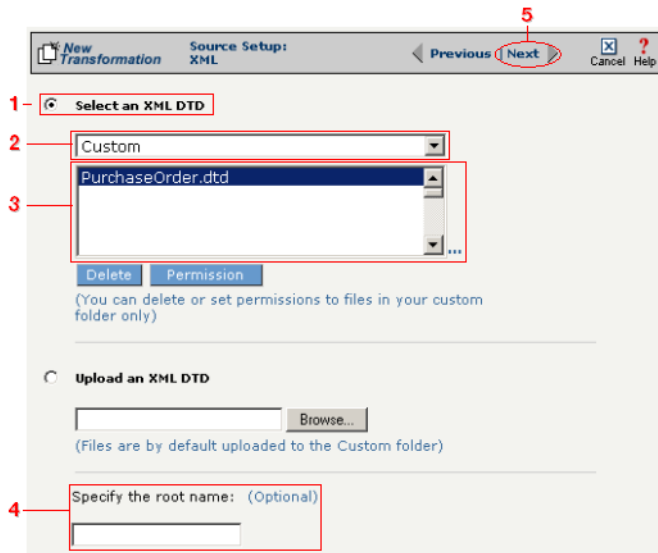 5
New Transformation
Source Setup: XML
Previous
Next
Cancel
Help
1
Select an XML DTD
2
Custom
3
PurchaseOrder.dtd
...
Delete
Permission
(You can delete or set permissions to files in your custom
folder only)
Upload an XML DTD
Browse...
(Files are by default uploaded to the Custom folder)
4
Specify the root name: (Optional)